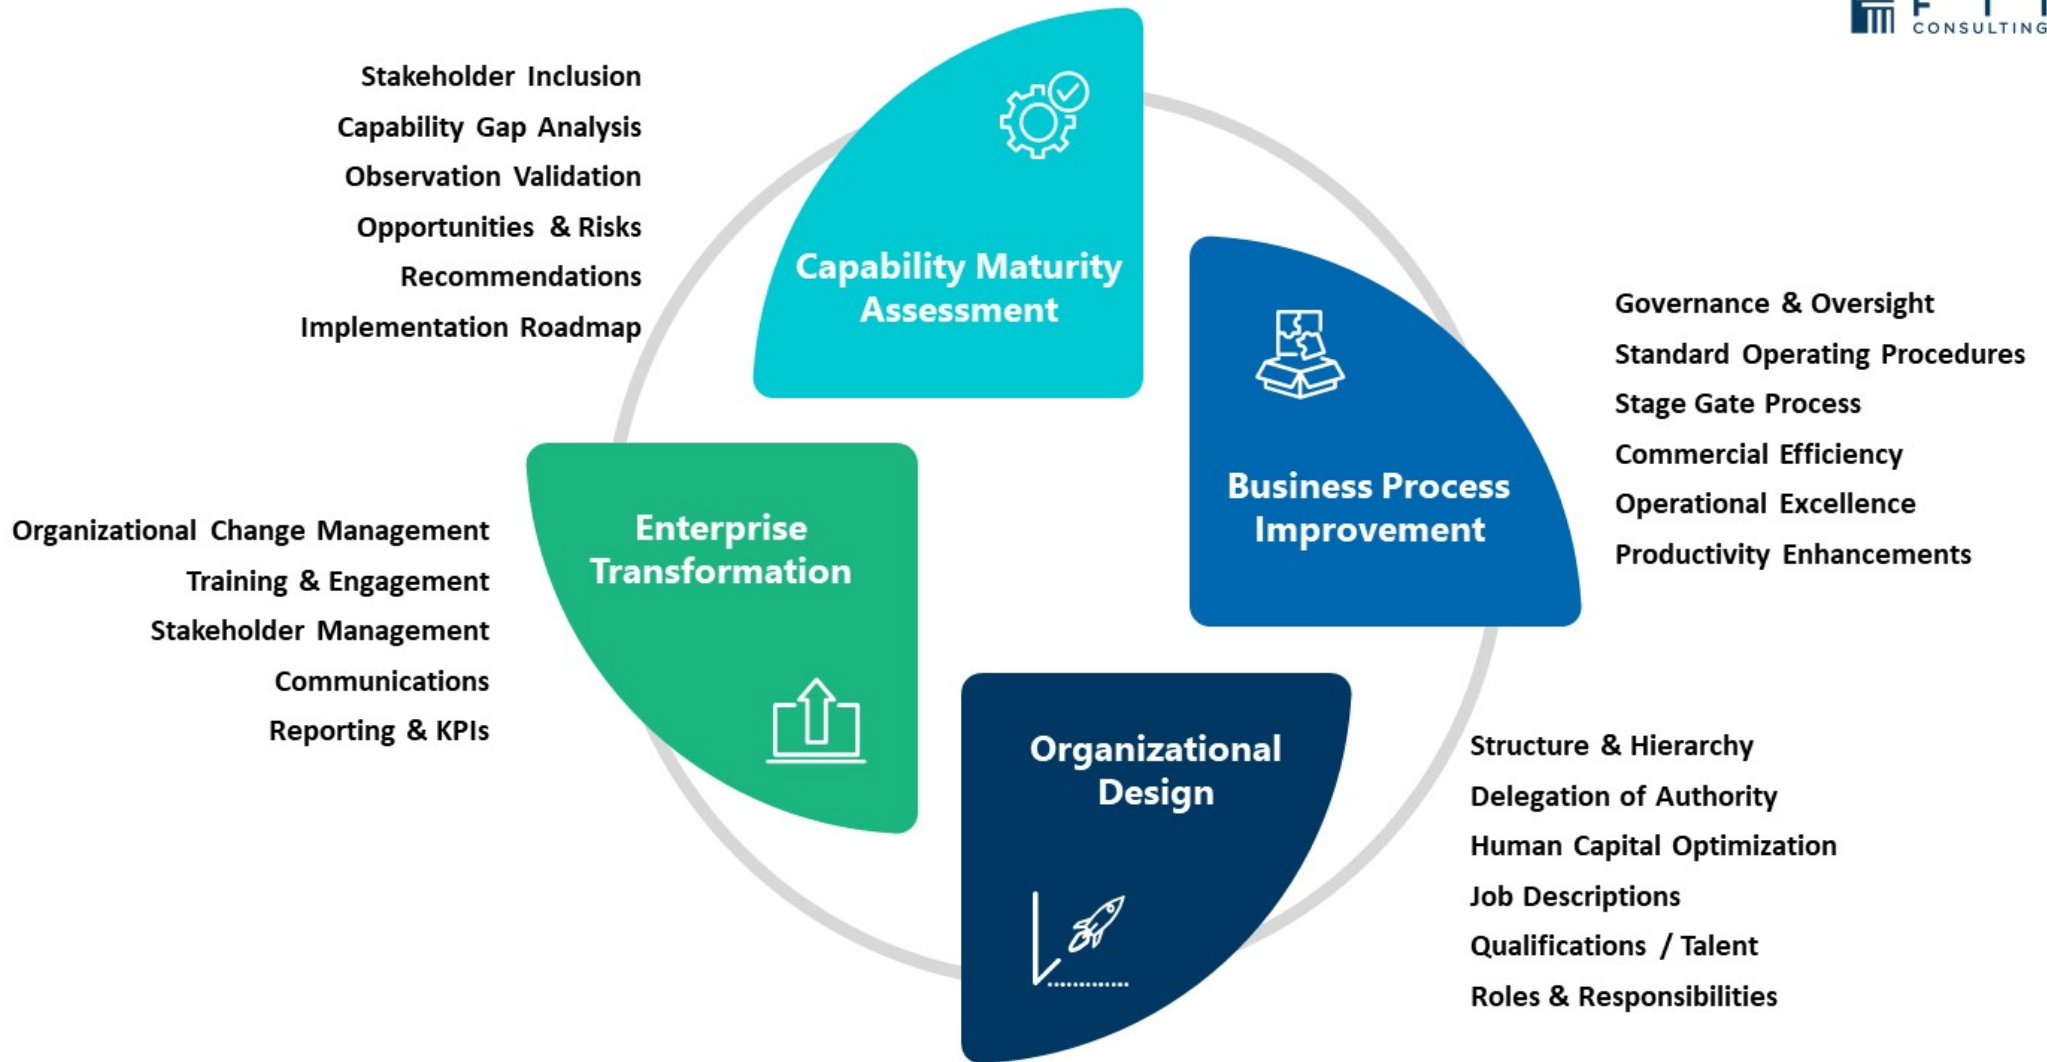 F T I
CONSULTING
Stakeholder Inclusion
Capability Gap Analysis
Observation Validation
Opportunities & Risks
Recommendations
Implementation Roadmap
Capability Maturity
Assessment
Business Process
Improvement
Governance & Oversight
Standard Operating Procedures
Stage Gate Process
Commercial Efficiency
Operational Excellence
Productivity Enhancements
Enterprise
Transformation
Organizational Change Management
Training & Engagement
Stakeholder Management
Communications
Reporting & KPIs
Organizational
Design
Structure & Hierarchy
Delegation of Authority
Human Capital Optimization
Job Descriptions
Qualifications / Talent
Roles & Responsibilities